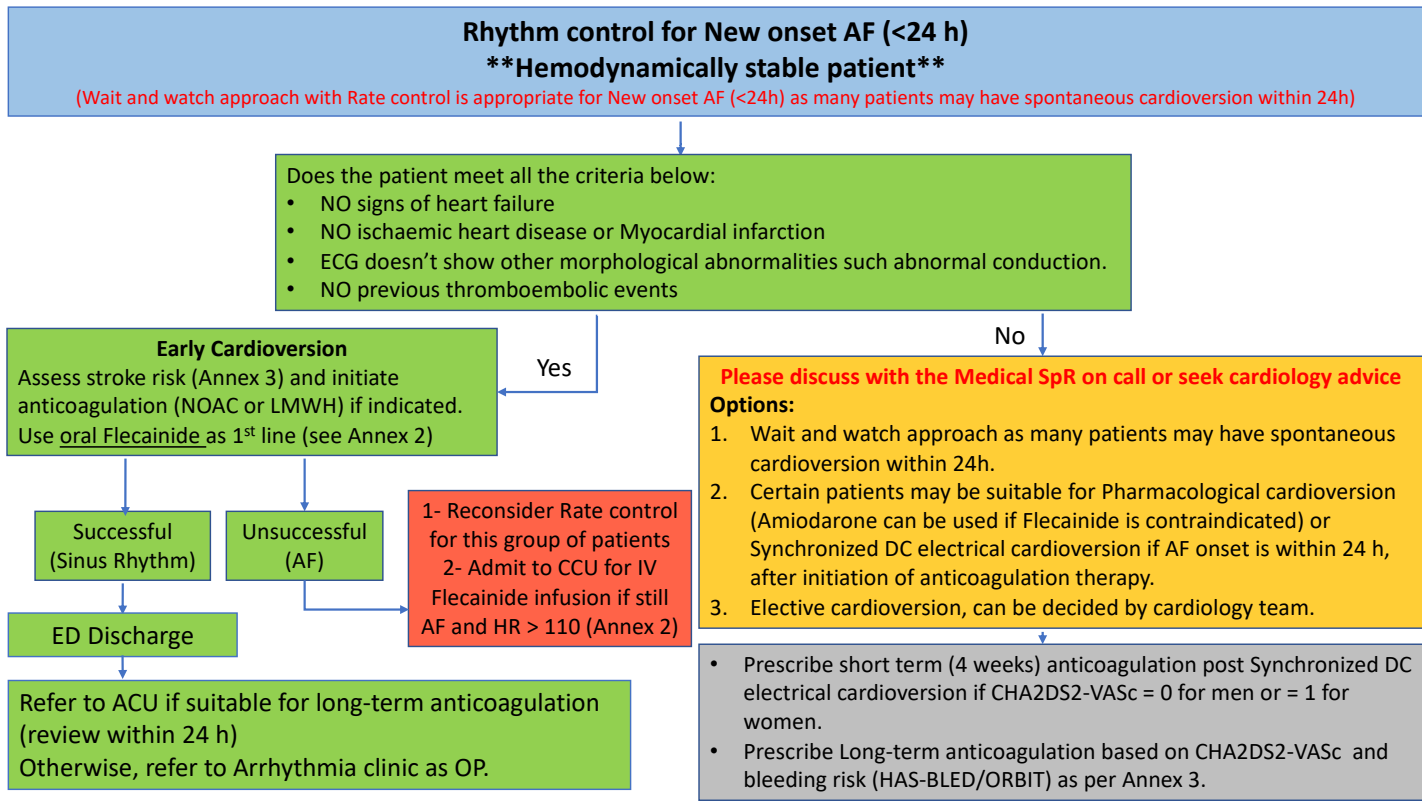 Rhythm control for New onset AF (<24 h)
**Hemodynamically stable patient**
(Wait and watch approach with Rate control is appropriate for New onset AF (<24h) as many patients may have spontaneous cardioversion within 24h)
Does the patient meet all the criteria below:
• NO signs of heart failure
• NO ischaemic heart disease or Myocardial infarction
• ECG doesn't show other morphological abnormalities such abnormal conduction.
• NO previous thromboembolic events
Yes
No
Early Cardioversion
Assess stroke risk (Annex 3) and initiate
anticoagulation (NOAC or LMWH) if indicated.
Use oral Flecainide as 1st line (see Annex 2)
Successful
(Sinus Rhythm)
Unsuccessful
(AF)
1- Reconsider Rate control
for this group of patients
2- Admit to CCU for IV
Flecainide infusion if still
AF and HR > 110 (Annex 2)
ED Discharge
Refer to ACU if suitable for long-term anticoagulation
(review within 24 h)
Otherwise, refer to Arrhythmia clinic as OP.
Please discuss with the Medical SpR on call or seek cardiology advice
Options:
1. Wait and watch approach as many patients may have spontaneous
cardioversion within 24h.
2. Certain patients may be suitable for Pharmacological cardioversion
(Amiodarone can be used if Flecainide is contraindicated) or
Synchronized DC electrical cardioversion if AF onset is within 24 h,
after initiation of anticoagulation therapy.
3. Elective cardioversion, can be decided by cardiology team.
• Prescribe short term (4 weeks) anticoagulation post Synchronized DC
electrical cardioversion if CHA2DS2-VASc = 0 for men or = 1 for
women.
• Prescribe Long-term anticoagulation based on CHA2DS2-VASc and
bleeding risk (HAS-BLED/ORBIT) as per Annex 3.